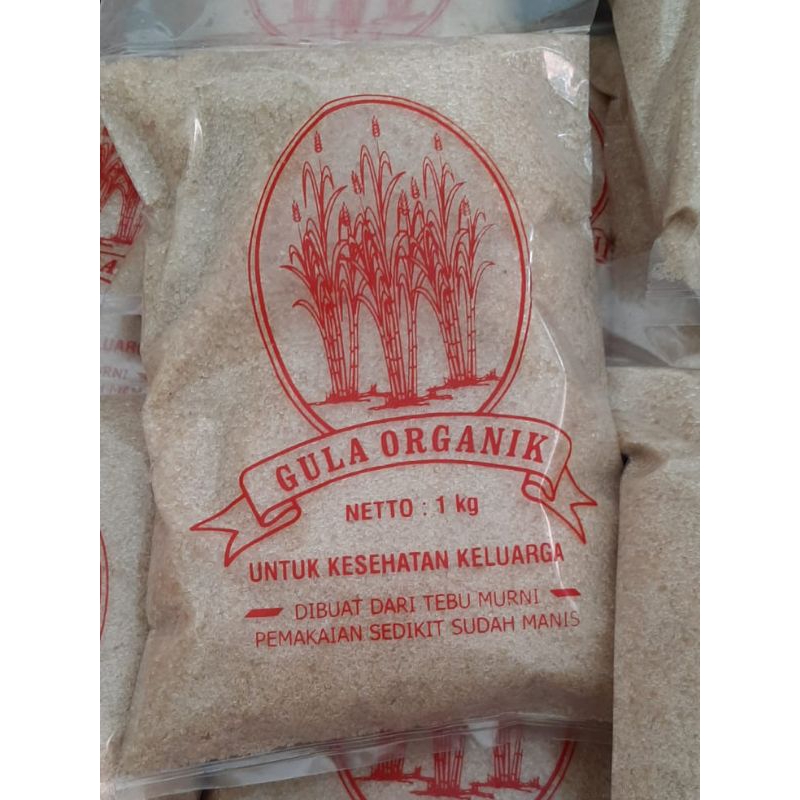 GULA ORGANIK
NETTO : 1 kg
UNTUK KESEHATAN KELUARGA
DIBUAT DARI TEBU MURNI
PEMAKAIAN SEDIKIT SUDAH MANIS